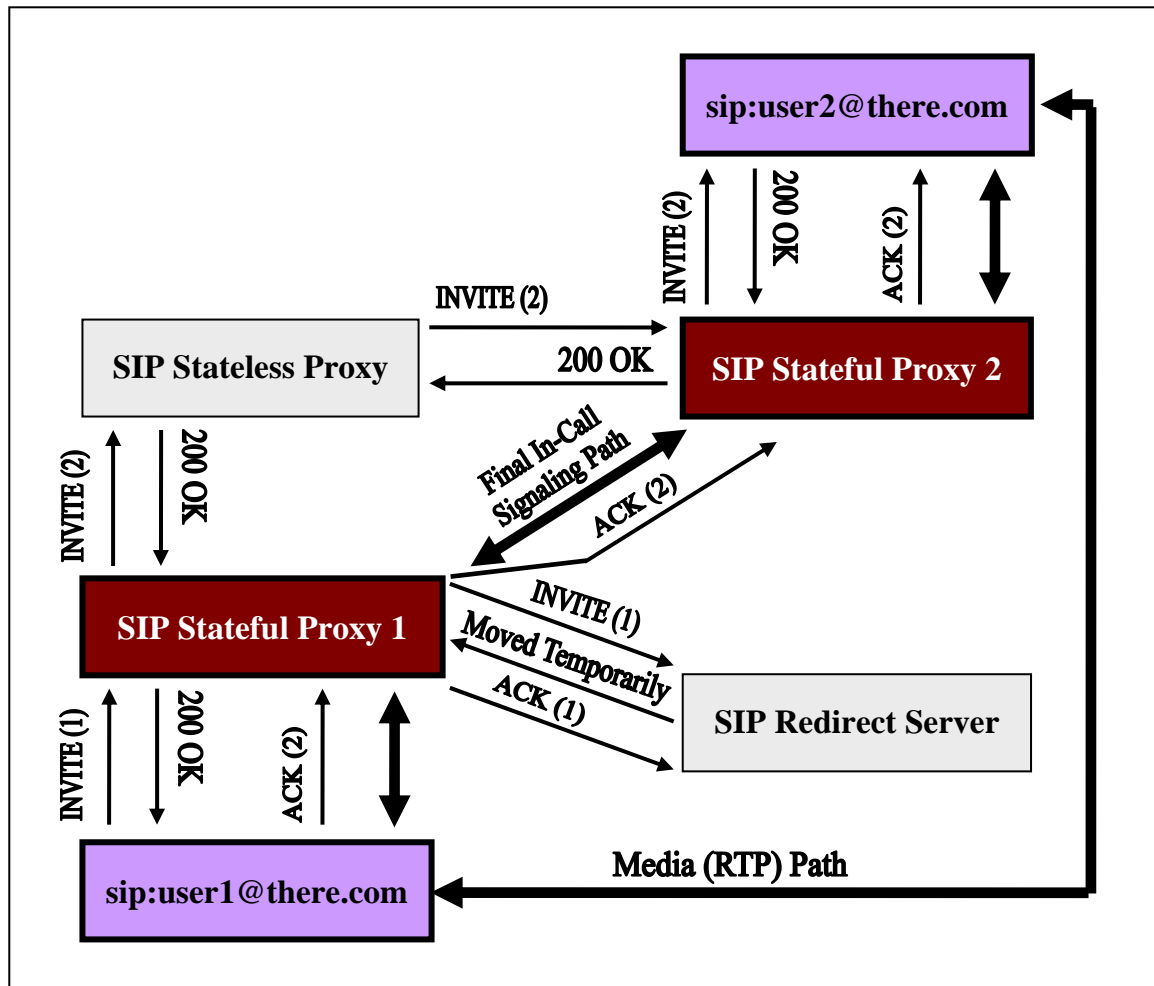 sip:user2@there.com
INVITE (2)
200 OK
ACK (2)
INVITE (2)
SIP Stateless Proxy
200 OK
SIP Stateful Proxy 2
Final In-Call
Signaling Path
ACK (2)
INVITE (2)
200 OK
SIP Stateful Proxy 1
INVITE (1)
Moved Temporarily
ACK (1)
SIP Redirect Server
INVITE (1)
200 OK
ACK (2)
Media (RTP) Path
sip:user1@there.com